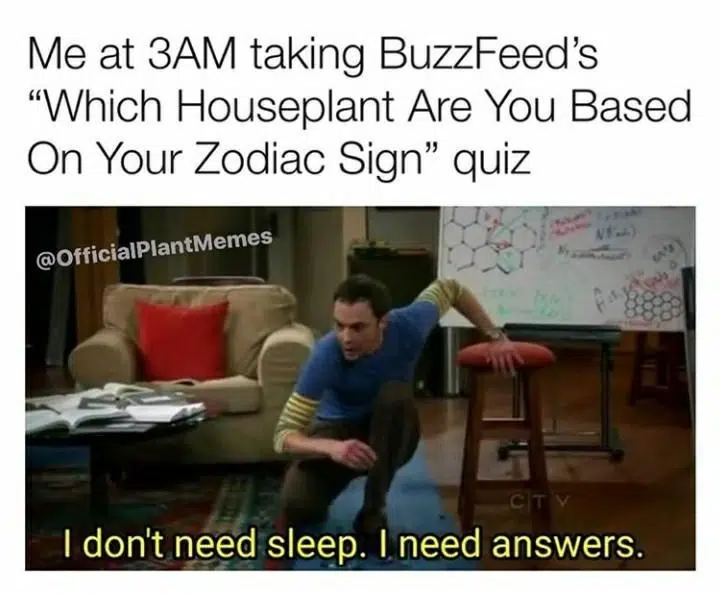 Me at 3AM taking BuzzFeed’s
“Which Houseplant Are You Based
On Your Zodiac Sign” quiz
@OfficialPlantMemes
CTV
I don't need sleep. I need answers.